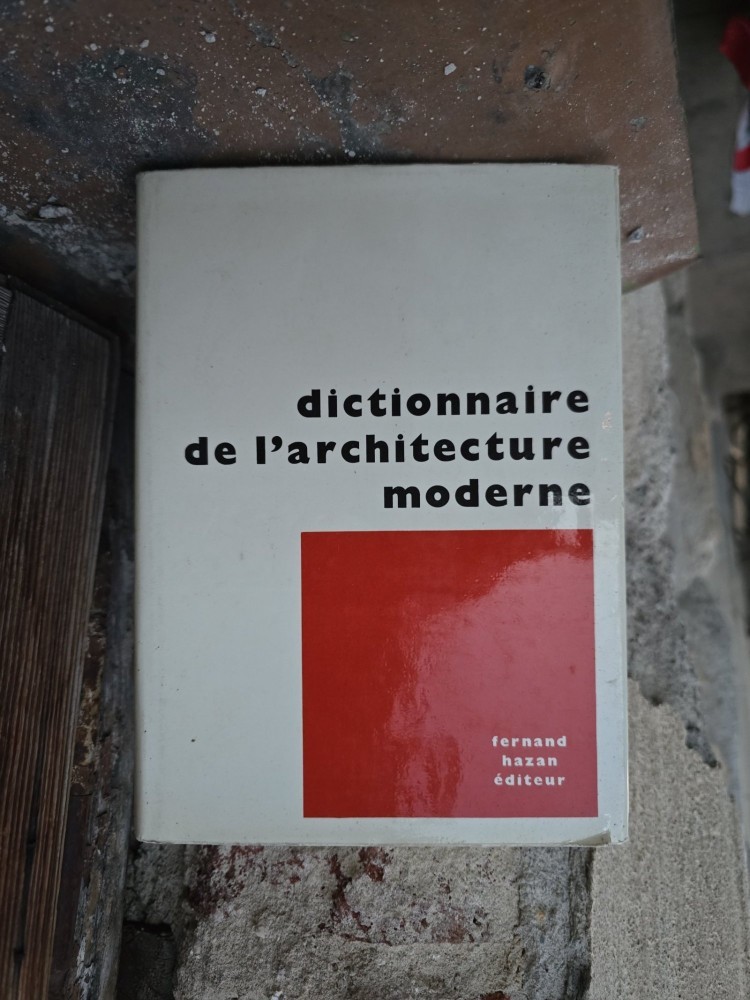 dictionnaire
de l'architecture
moderne
fernand
hazan
éditeur